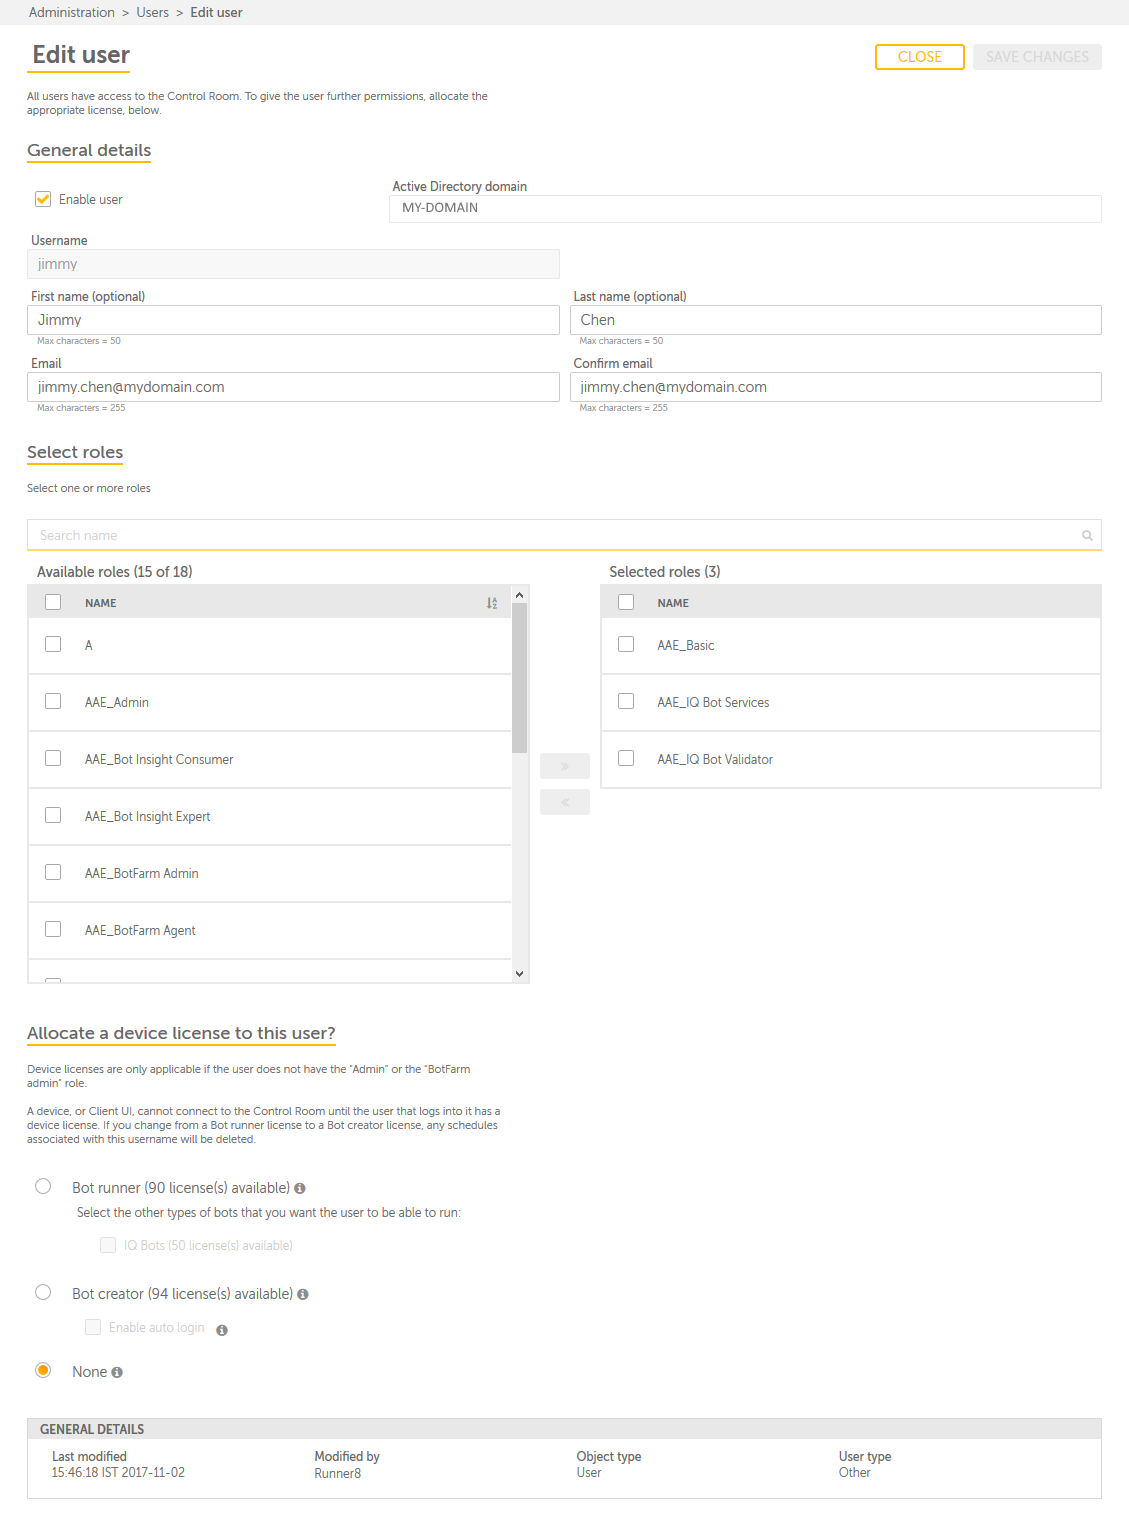 Administration > Users > Edit user
Edit user
CLOSE
SAVE CHANGES
All users have access to the Control Room. To give the user further permissions, allocate the
appropriate license, below.
General details
Enable user
Active Directory domain
MY-DOMAIN
Username
jimmy
First name (optional)
Last name (optional)
Jimmy
Chen
Max characters = 50
Max characters = 50
Email
Confirm email
jimmy.chen@mydomain.com
jimmy.chen@mydomain.com
Max characters = 255
Max characters = 255
Select roles
Select one or more roles
Search name
Available roles (15 of 18)
Selected roles (3)
NAME
NAME
A
AAE_Basic
AAE_Admin
AAE_IQ Bot Services
AAE_Bot Insight Consumer
AAE_IQ Bot Validator
AAE_Bot Insight Expert
AAE_BotFarm Admin
AAE_BotFarm Agent
Allocate a device license to this user?
Device licenses are only applicable if the user does not have the "Admin" or the "BotFarm
admin" role.
A device, or Client UI, cannot connect to the Control Room until the user that logs into it has a
device license. If you change from a Bot runner license to a Bot creator license, any schedules
associated with this username will be deleted.
Bot runner (90 license(s) available)
Select the other types of bots that you want the user to be able to run:
IQ Bots (50 license(s) available)
Bot creator (94 license(s) available)
Enable auto login
None
GENERAL DETAILS
Last modified
Modified by
Object type
User type
15:46:18 IST 2017-11-02
Runner8
User
Other